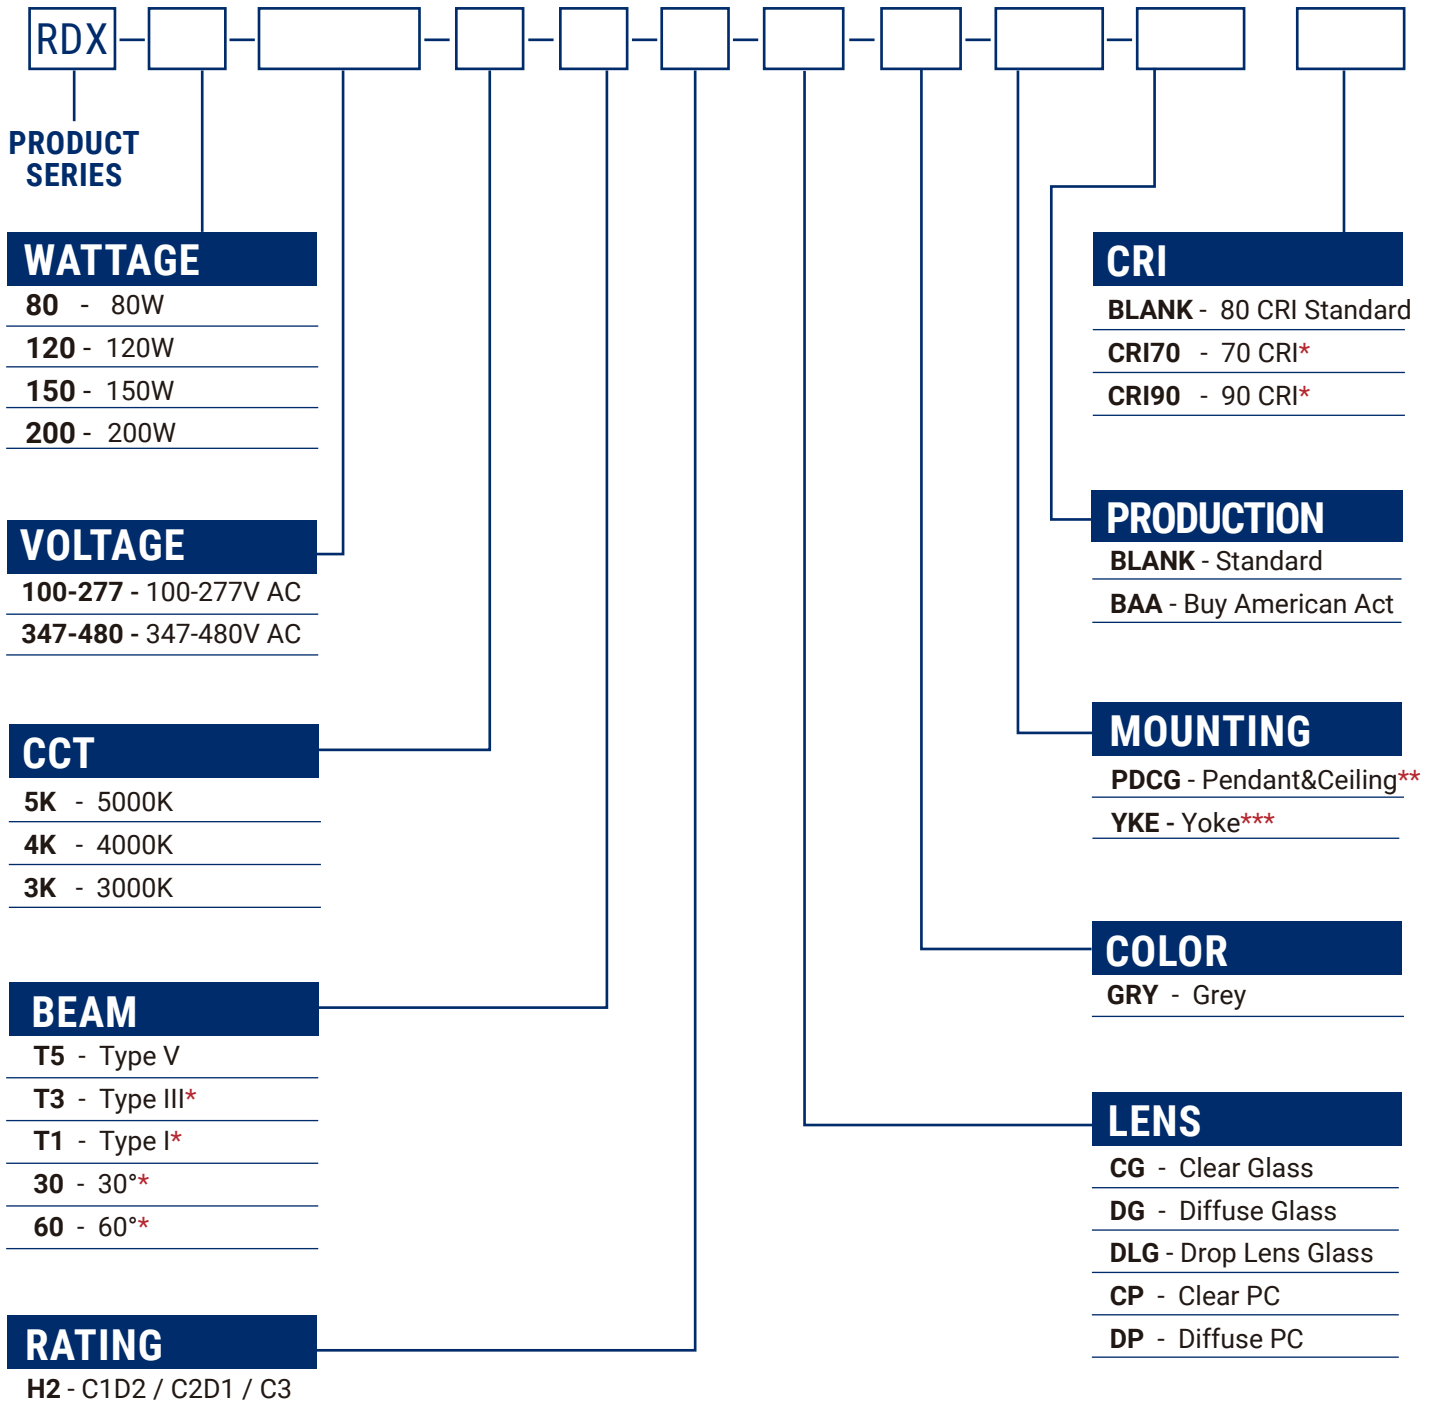 RDX
PRODUCT
SERIES
WATTAGE
80 - 80W
120 - 120W
150 - 150W
200 - 200W
VOLTAGE
100-277 - 100-277V AC
347-480 - 347-480V AC
CCT
5K - 5000K
4K - 4000K
3K - 3000K
BEAM
T5 - Type V
T3 - Type III*
T1 - Type I*
30 - 30°*
60 - 60°*
RATING
H2 - C1D2 / C2D1 / C3
CRI
BLANK - 80 CRI Standard
CRI70 - 70 CRI*
CRI90 - 90 CRI*
PRODUCTION
BLANK - Standard
BAA - Buy American Act
MOUNTING
PDCG - Pendant&Ceiling**
YKE - Yoke***
COLOR
GRY - Grey
LENS
CG - Clear Glass
DG - Diffuse Glass
DLG - Drop Lens Glass
CP - Clear PC
DP - Diffuse PC